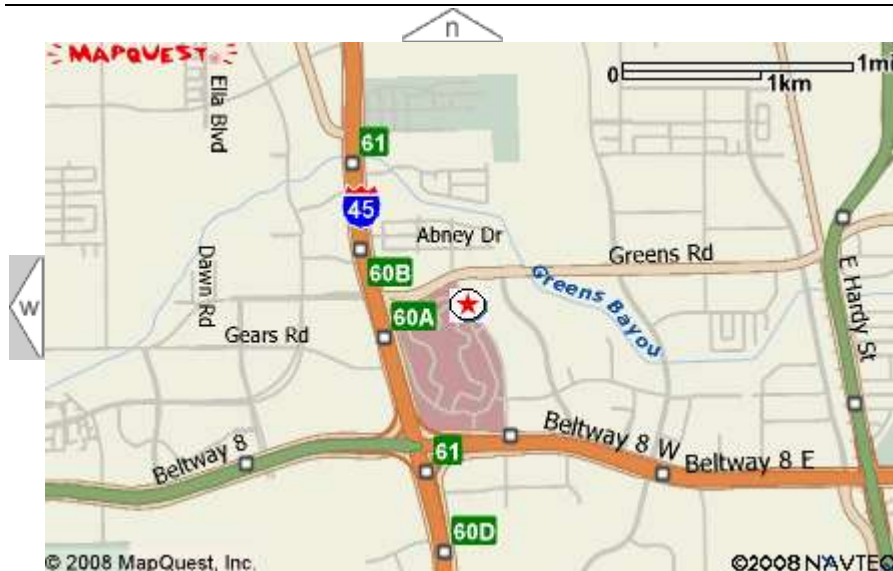 n
MAPQUEST
0
1mi
1km
Ella Blvd
61
45
Abney Dr
Greens Rd
60B
Greens Bayou
E Hardy St
Dawn Rd
w
60A
Gears Rd
Beltway 8 W
Beltway 8
61
Beltway 8 E
60D
© 2008 MapQuest, Inc.
©2008 NAVTEQ